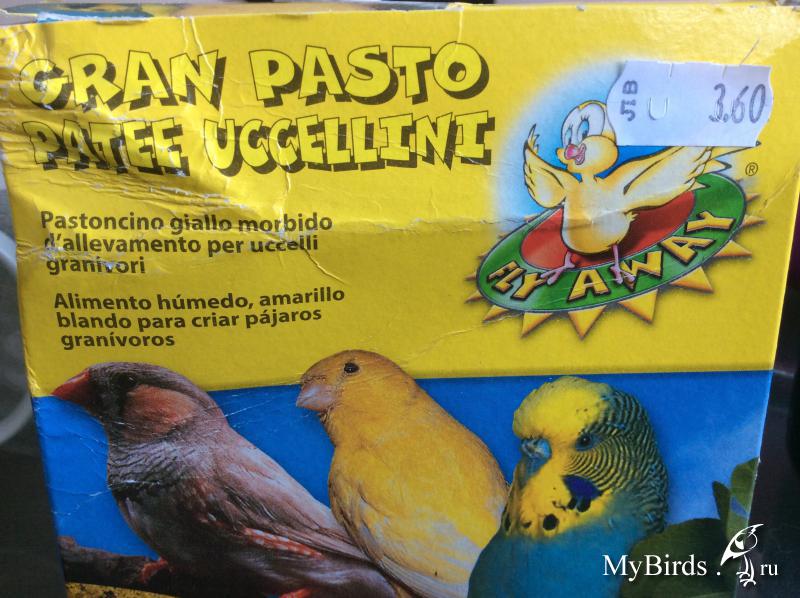 GRAN PASTO
PATEE UCCELLINI
3.60
®
FLY AWAY
Pastoncino giallo morbido
d'allevamento per uccelli
granivori
Alimento húmedo, amarillo
blando para criar pájaros
granívoros
MyBirds.ru